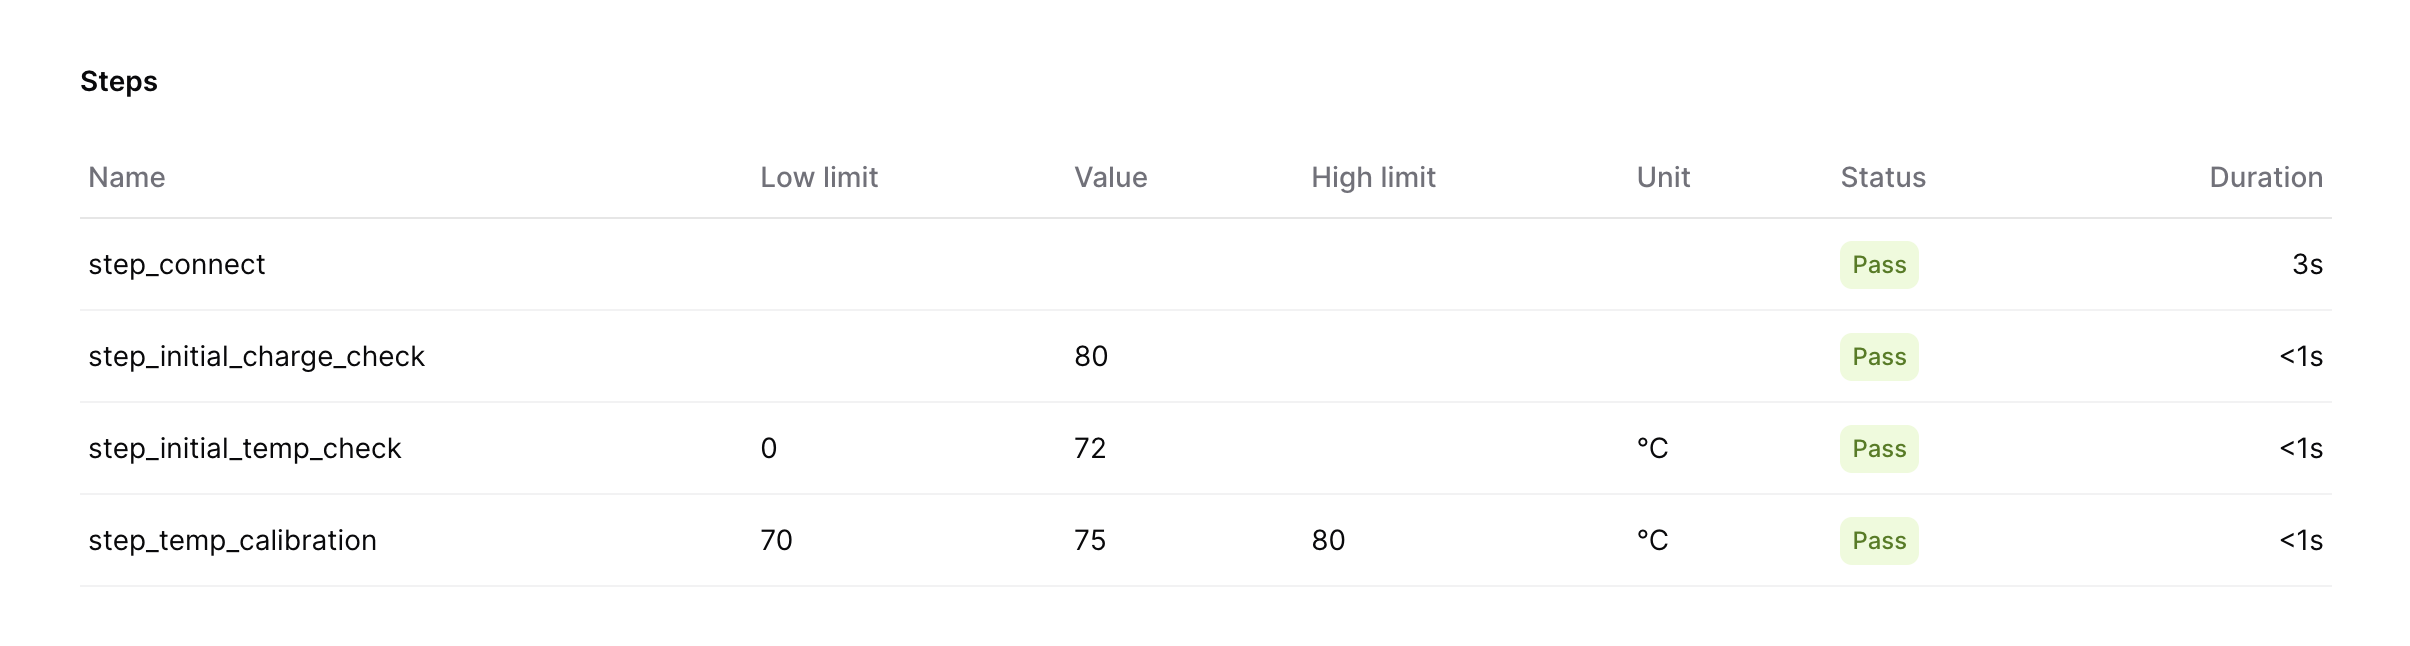 Steps
Name Low limit Value High limit Unit Status Duration
step_connect Pass 3s
step_initial_charge_check 80 Pass <1s
step_initial_temp_check 0 72 °C Pass <1s
step_temp_calibration 70 75 80 °C Pass <1s